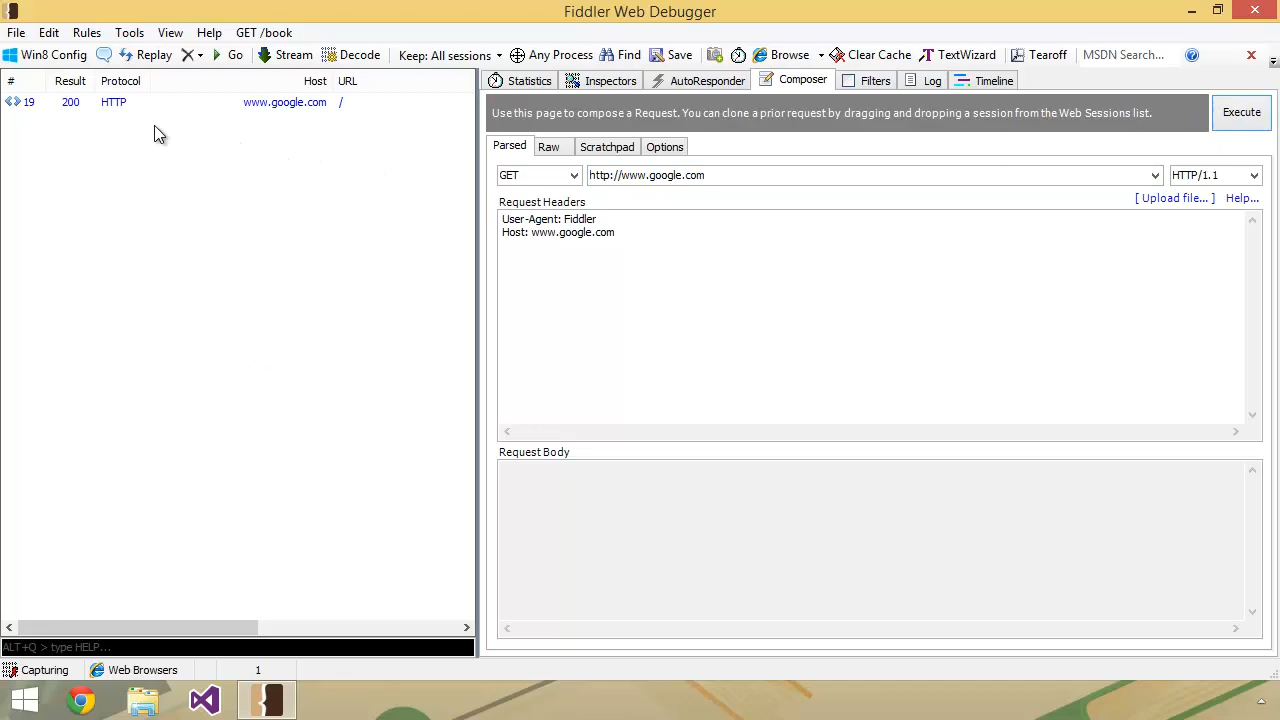 Fiddler Web Debugger
File Edit Rules Tools View Help GET /book
Win8 Config Replay Go Stream Decode Keep: All sessions Any Process Find Save Browse Clear Cache TextWizard Tearoff MSDN Search...
# Result Protocol Host URL
19 200 HTTP www.google.com /
Statistics Inspectors AutoResponder Composer Filters Log Timeline
Use this page to compose a Request. You can clone a prior request by dragging and dropping a session from the Web Sessions list.
Execute
Parsed Raw Scratchpad Options
GET http://www.google.com HTTP/1.1
[ Upload file... ] Help...
Request Headers
User-Agent: Fiddler
Host: www.google.com
Request Body
ALT+Q > type HELP...
Capturing Web Browsers 1